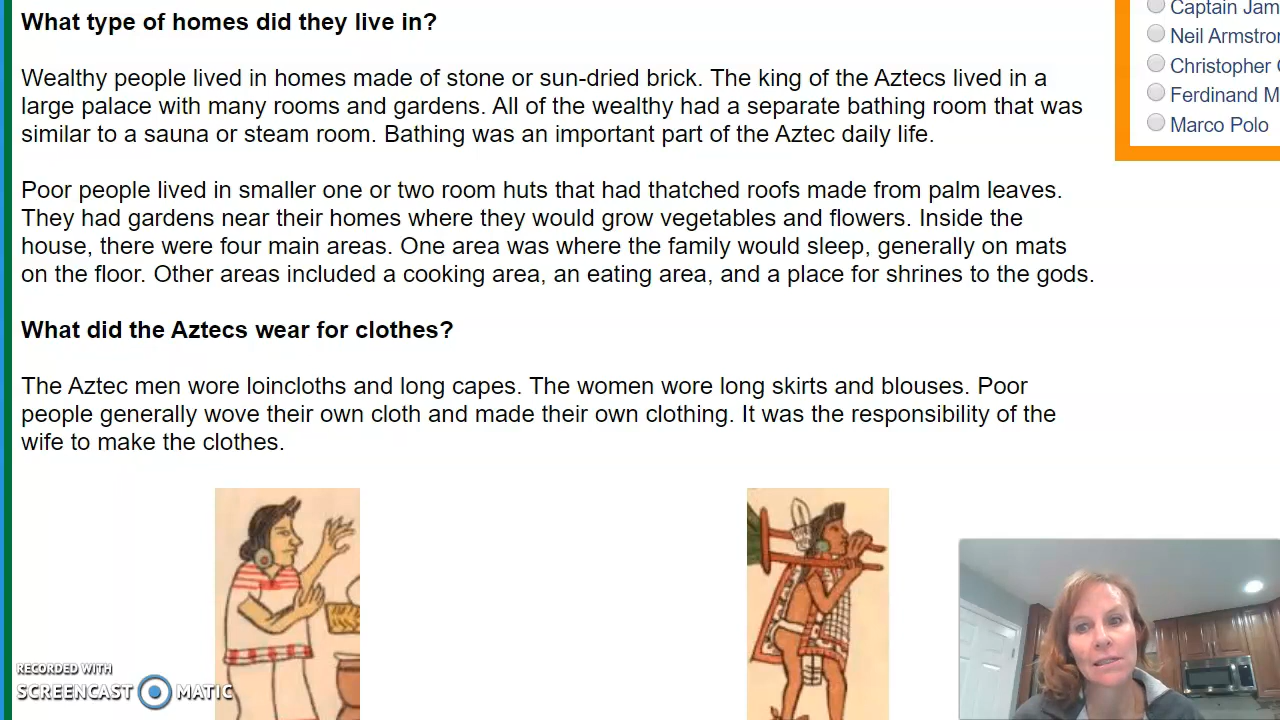 What type of homes did they live in?
Wealthy people lived in homes made of stone or sun-dried brick. The king of the Aztecs lived in a
large palace with many rooms and gardens. All of the wealthy had a separate bathing room that was
similar to a sauna or steam room. Bathing was an important part of the Aztec daily life.
Poor people lived in smaller one or two room huts that had thatched roofs made from palm leaves.
They had gardens near their homes where they would grow vegetables and flowers. Inside the
house, there were four main areas. One area was where the family would sleep, generally on mats
on the floor. Other areas included a cooking area, an eating area, and a place for shrines to the gods.
What did the Aztecs wear for clothes?
The Aztec men wore loincloths and long capes. The women wore long skirts and blouses. Poor
people generally wove their own cloth and made their own clothing. It was the responsibility of the
wife to make the clothes.
Captain Jam
Neil Armstror
Christopher
Ferdinand M
Marco Polo
RECORDED WITH
SCREENCAST MATIC